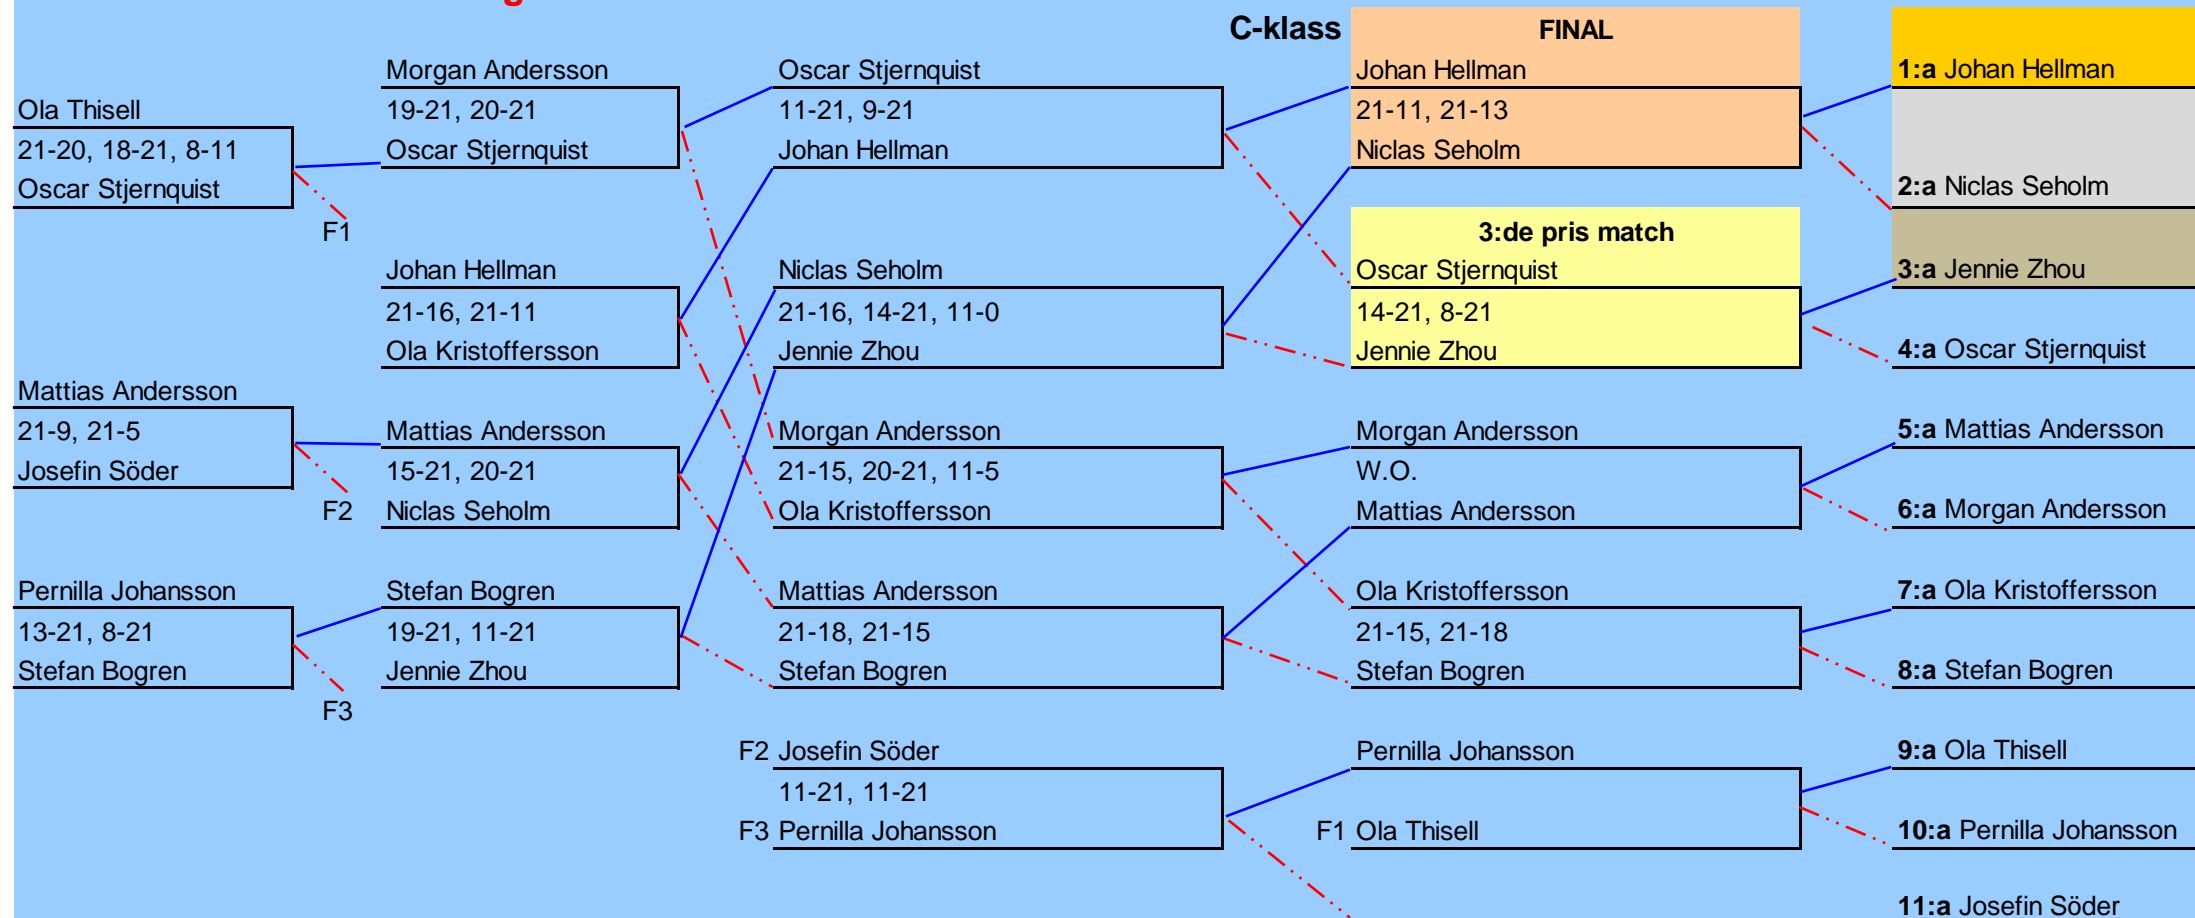 C-klass
FINAL
Morgan Andersson
Oscar Stjernquist
Johan Hellman
1:a Johan Hellman
Ola Thisell
19-21, 20-21
11-21, 9-21
21-11, 21-13
21-20, 18-21, 8-11
Oscar Stjernquist
Johan Hellman
Niclas Seholm
Oscar Stjernquist
2:a Niclas Seholm
F1
3:de pris match
Johan Hellman
Niclas Seholm
Oscar Stjernquist
3:a Jennie Zhou
21-16, 21-11
21-16, 14-21, 11-0
14-21, 8-21
Ola Kristoffersson
Jennie Zhou
Jennie Zhou
4:a Oscar Stjernquist
Mattias Andersson
21-9, 21-5
Mattias Andersson
Morgan Andersson
Morgan Andersson
5:a Mattias Andersson
Josefin Söder
15-21, 20-21
21-15, 20-21, 11-5
W.O.
F2
Niclas Seholm
Ola Kristoffersson
Mattias Andersson
6:a Morgan Andersson
Pernilla Johansson
Stefan Bogren
Mattias Andersson
Ola Kristoffersson
7:a Ola Kristoffersson
13-21, 8-21
19-21, 11-21
21-18, 21-15
21-15, 21-18
Stefan Bogren
Jennie Zhou
Stefan Bogren
Stefan Bogren
8:a Stefan Bogren
F3
F2 Josefin Söder
Pernilla Johansson
9:a Ola Thisell
11-21, 11-21
F3 Pernilla Johansson
F1 Ola Thisell
10:a Pernilla Johansson
11:a Josefin Söder